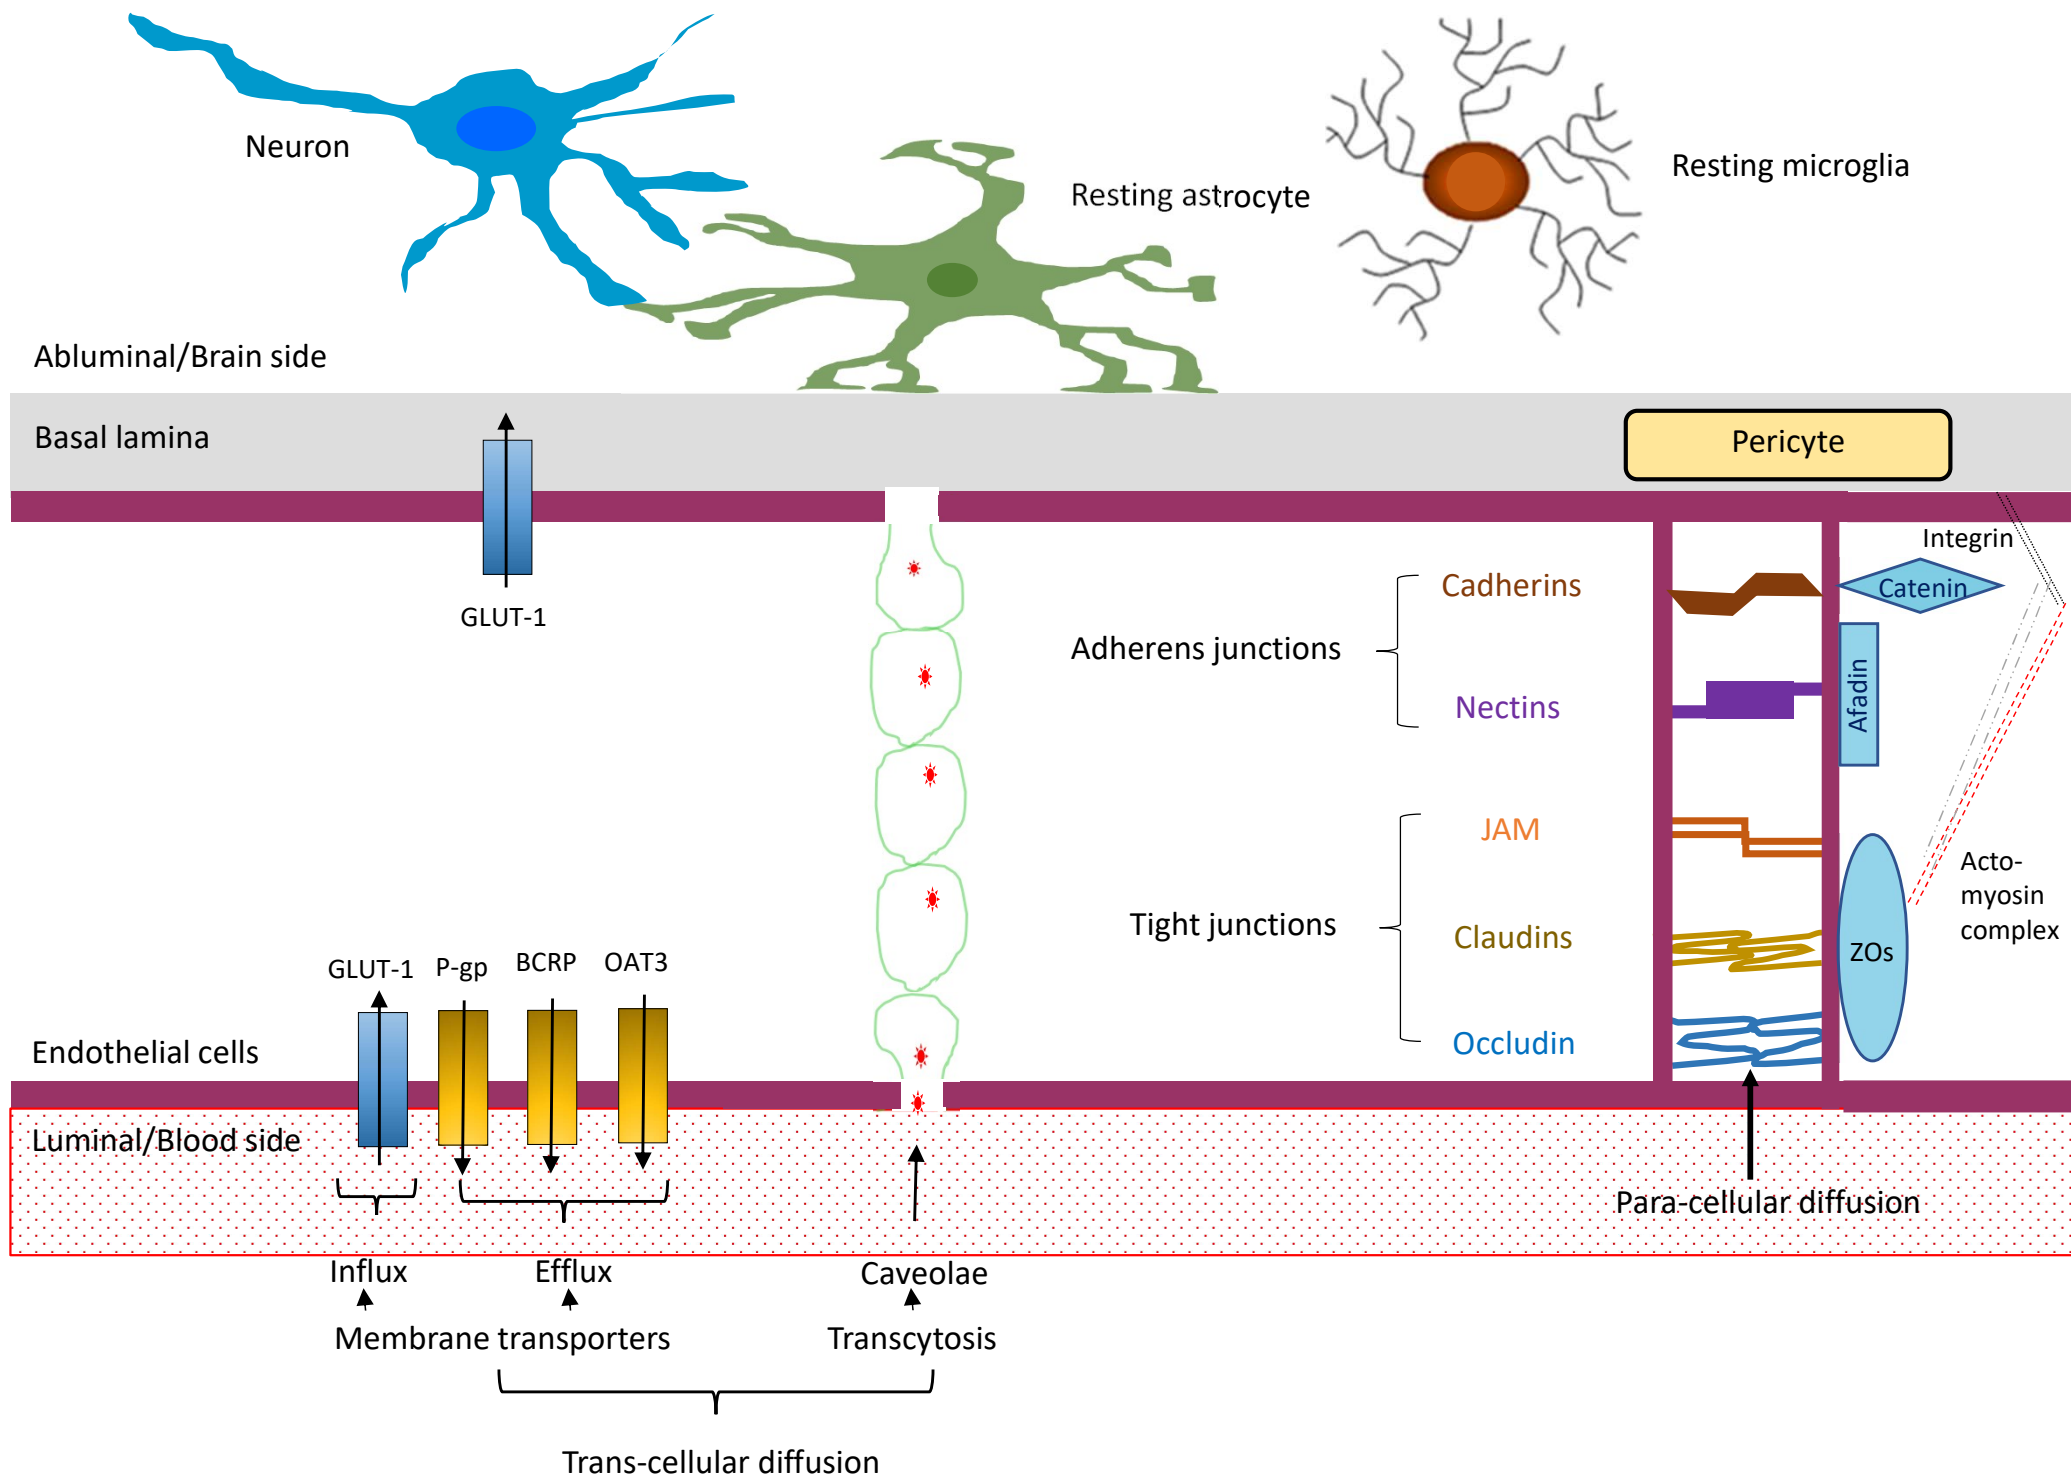 Neuron
Resting astrocyte
Resting microglia
Abluminal/Brain side
Basal lamina
Pericyte
GLUT-1
Integrin
Cadherins
Catenin
Adherens junctions
Nectins
Afadin
JAM
Tight junctions
Claudins
Occludin
ZOs
Acto-
myosin
complex
GLUT-1
P-gp
BCRP
OAT3
Endothelial cells
Luminal/Blood side
Para-cellular diffusion
Influx
Efflux
Caveolae
Membrane transporters
Transcytosis
Trans-cellular diffusion